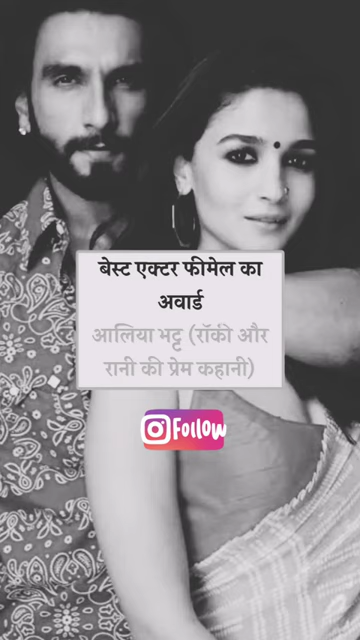 बेस्ट एक्टर फीमेल का
अवार्ड
आलिया भट्ट (रॉकी और
रानी की प्रेम कहानी)
Follow